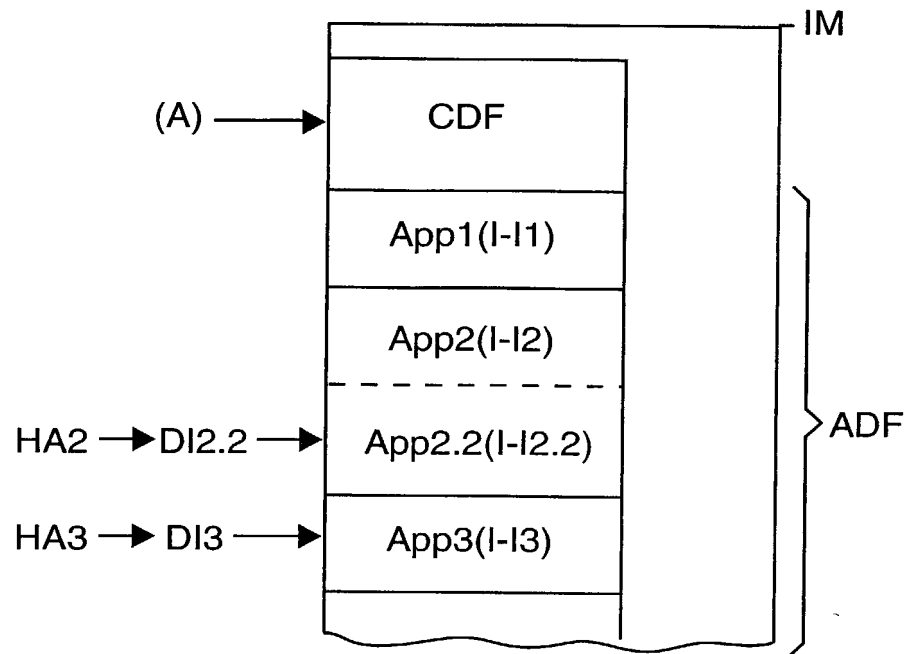 IM
(A)
CDF
App1(I-I1)
App2(I-I2)
HA2 DI2.2 App2.2(I-I2.2)
ADF
HA3 DI3 App3(I-I3)